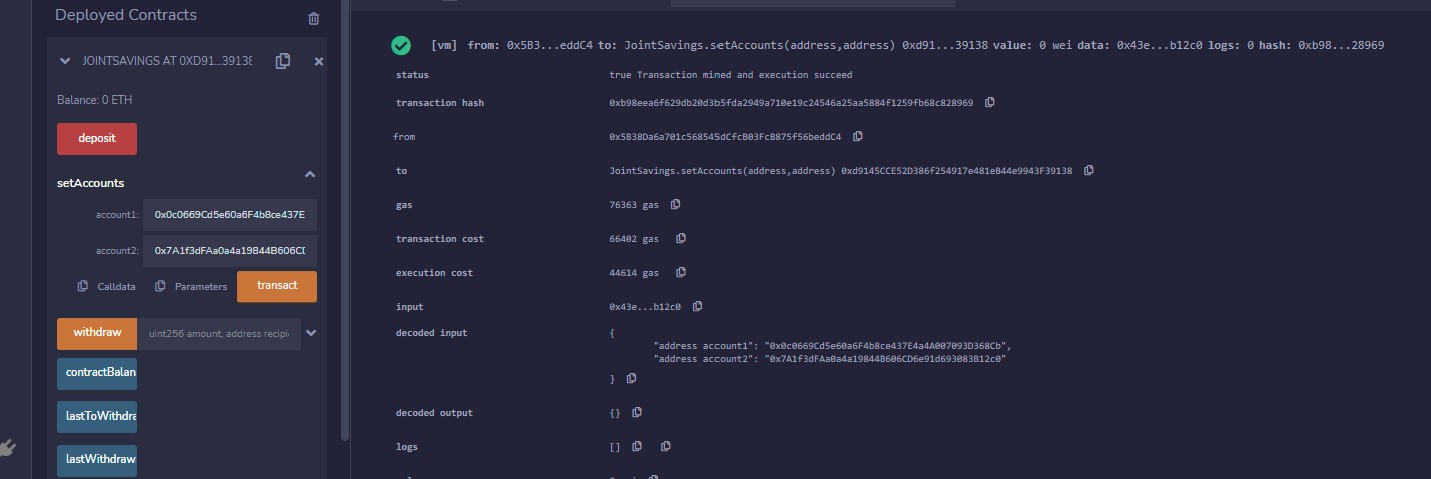 Deployed Contracts
JOINTSAVINGS AT 0XD91...39138
Balance: 0 ETH
deposit
setAccounts
account1: 0x0c0669Cd5e60a6F4b8ce437E
account2: 0x7A1f3dFAa0a4a19844B606CD
Calldata Parameters transact
withdraw uint256 amount, address recipi
contractBalan
lastToWithdra
lastWithdraw
[vm] from: 0x5B3...eddC4 to: JointSavings.setAccounts(address,address) 0xd91...39138 value: 0 wei data: 0x43e...b12c0 logs: 0 hash: 0xb98...28969
status true Transaction mined and execution succeed
transaction hash 0xb98eea6f629db20d3b5fda2949a710e19c24546a25aa5884f1259fb68c828969
from 0x5B38Da6a701c568545dCfcB03FcB875f56beddC4
to JointSavings.setAccounts(address,address) 0xd9145CCE52D386f254917e481eB44e9943F39138
gas 76363 gas
transaction cost 66402 gas
execution cost 44614 gas
input 0x43e...b12c0
decoded input {
"address account1": "0x0c0669Cd5e60a6F4b8ce437E4a4A007093D368Cb",
"address account2": "0x7A1f3dFAa0a4a19844B606CD6e91d693083B12c0"
}
decoded output {}
logs []